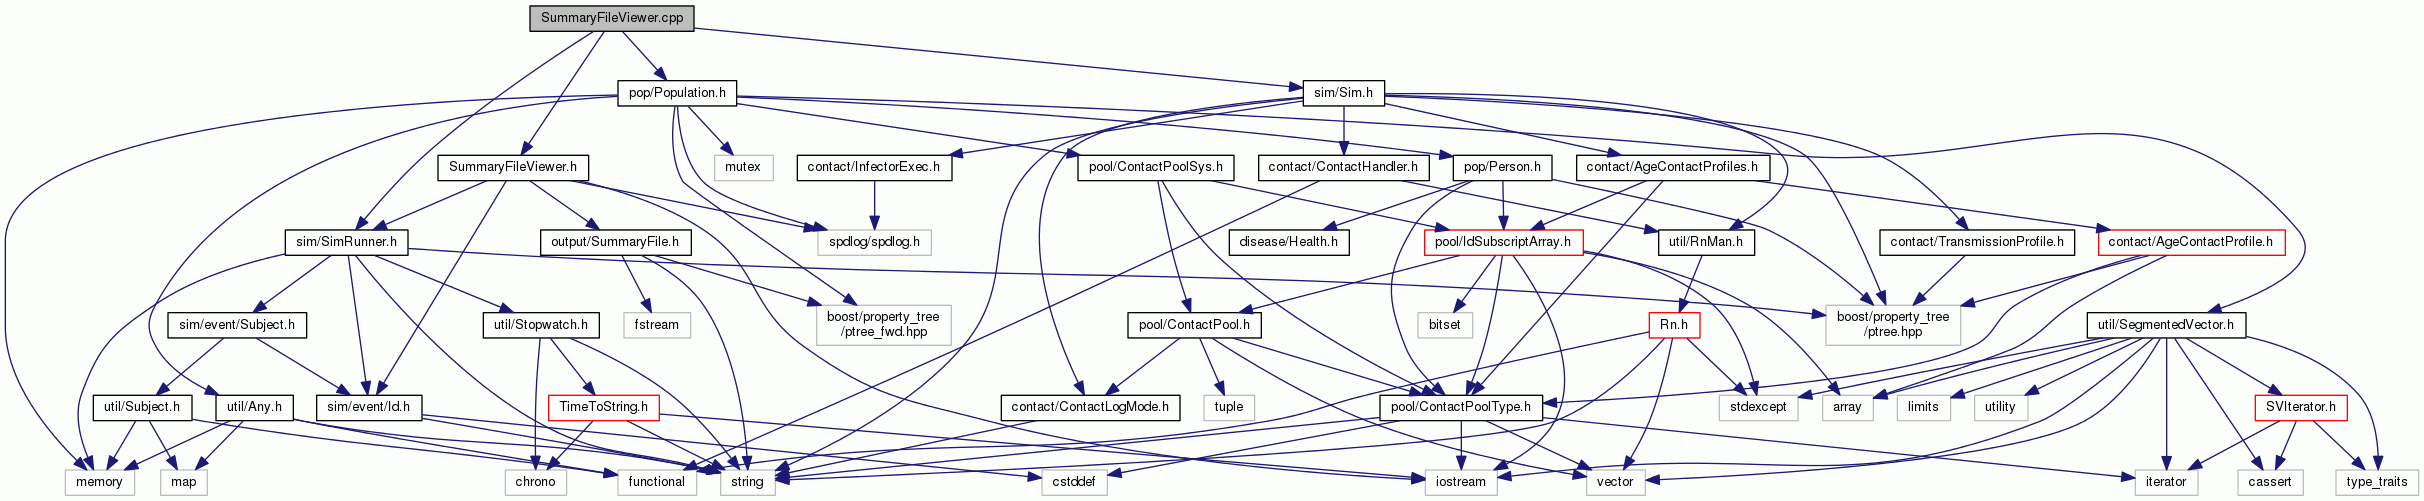 SummaryFileViewer.cpp
pop/Population.h
sim/Sim.h
SummaryFileViewer.h
mutex
contact/InfectorExec.h
pool/ContactPoolSys.h
contact/ContactHandler.h
pop/Person.h
contact/AgeContactProfiles.h
sim/SimRunner.h
output/SummaryFile.h
spdlog/spdlog.h
disease/Health.h
pool/IdSubscriptArray.h
util/RnMan.h
contact/TransmissionProfile.h
contact/AgeContactProfile.h
sim/event/Subject.h
util/Stopwatch.h
fstream
boost/property_tree
/ptree_fwd.hpp
pool/ContactPool.h
bitset
Rn.h
boost/property_tree
/ptree.hpp
util/SegmentedVector.h
util/Subject.h
util/Any.h
sim/event/Id.h
TimeToString.h
contact/ContactLogMode.h
tuple
pool/ContactPoolType.h
stdexcept
array
limits
utility
SVIterator.h
memory
map
chrono
functional
string
cstddef
iostream
vector
iterator
cassert
type_traits